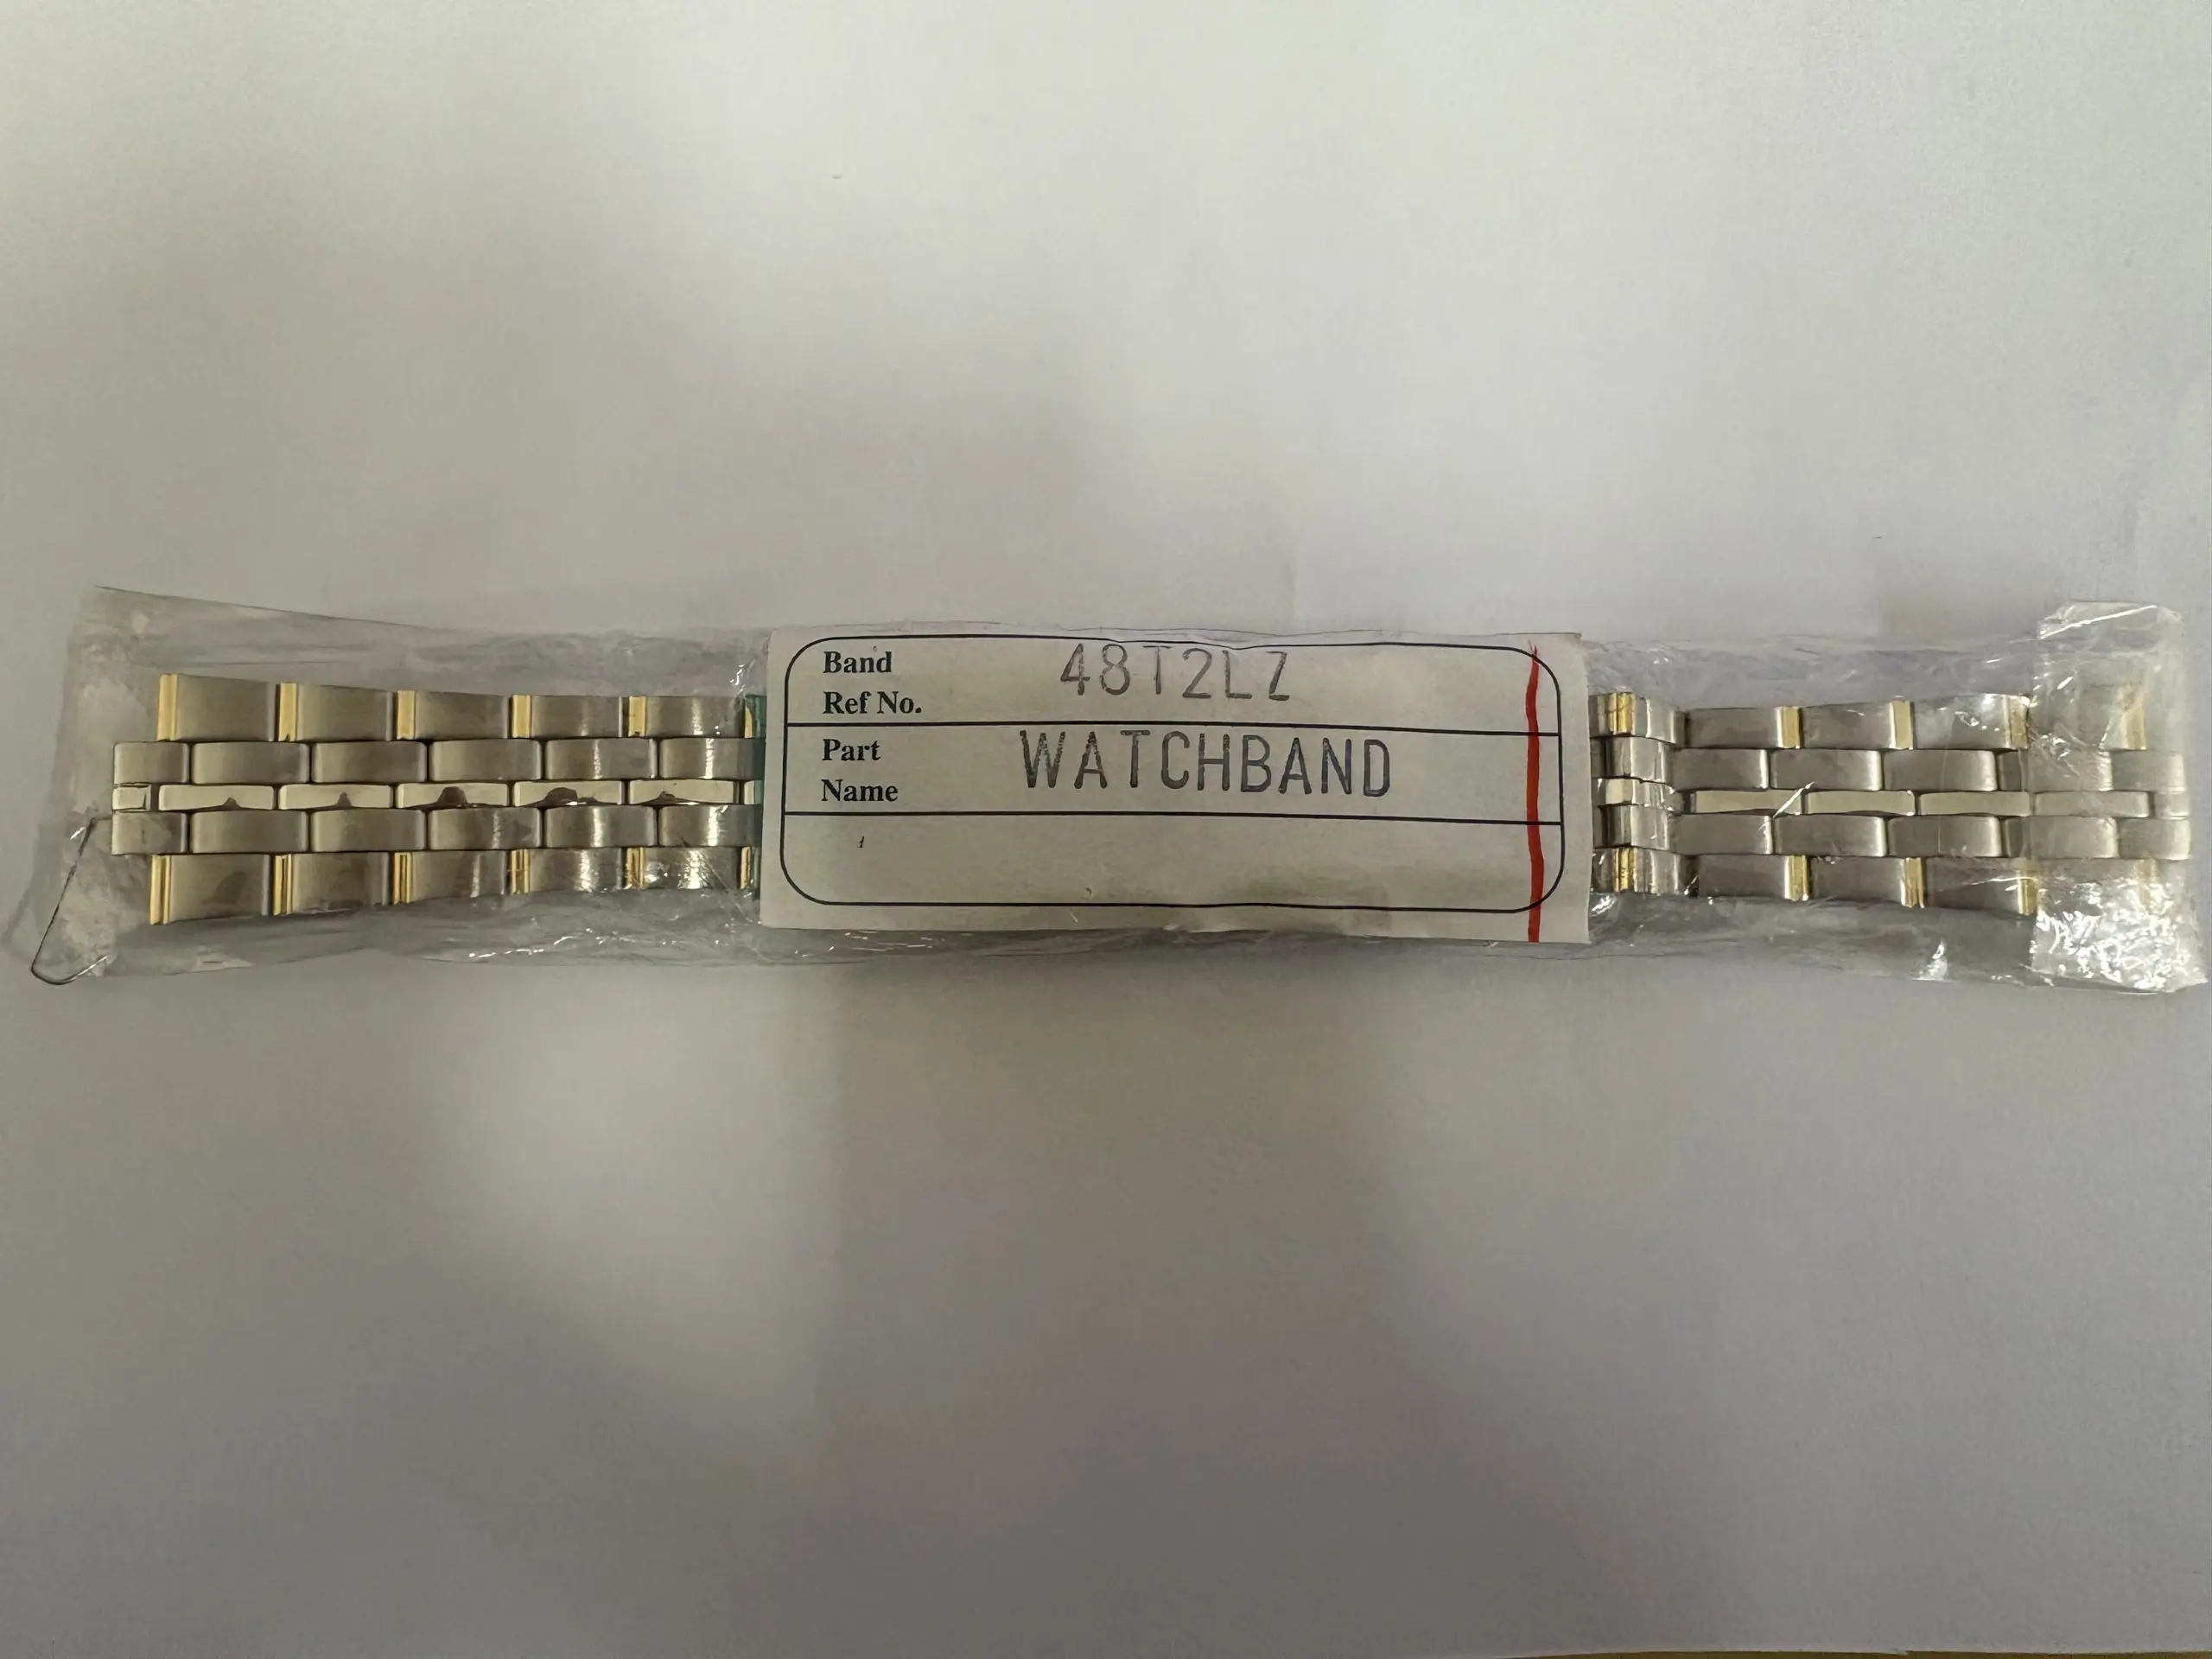 Band 48T2LZ
Ref No.
Part WATCHBAND
Name